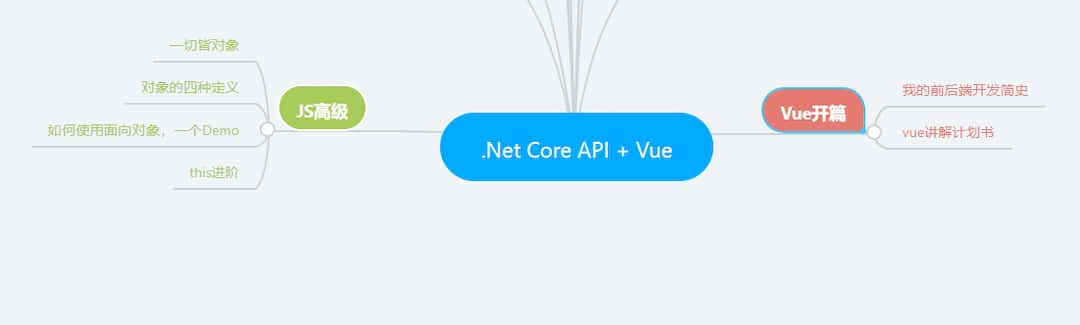 一切皆对象
对象的四种定义
如何使用面向对象，一个Demo
this进阶
JS高级
.Net Core API + Vue
Vue开篇
我的前后端开发简史
vue讲解计划书